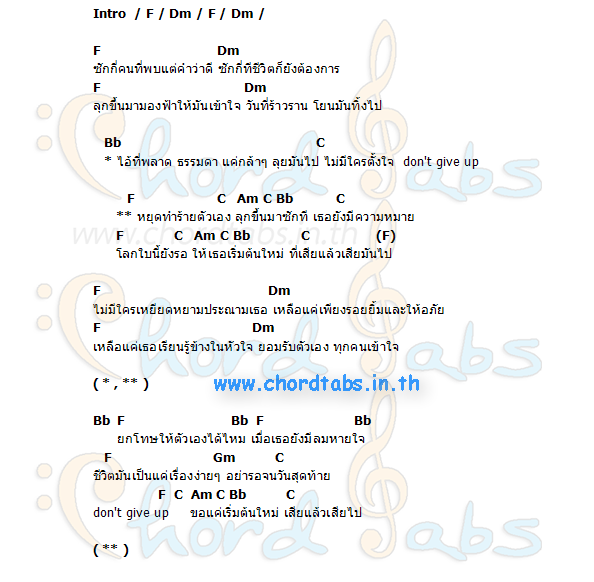 Intro / F / Dm / F / Dm /
F Dm
ซักกี่คนที่พบแต่คำว่าดี ซักกี่ทีชีวิตก็ยังต้องการ
F Dm
ลุกขึ้นมามองฟ้าให้มันเข้าใจ วันที่ร้าวราน โยนมันทิ้งไป
Bb C
* ไอ้ที่พลาด ธรรมดา แค่กล้าๆ ลุยมันไป ไม่มีใครตั้งใจ don't give up
F C Am C Bb C
** หยุดทำร้ายตัวเอง ลุกขึ้นมาซักที เธอยังมีความหมาย
www.chordtabs.in.th
F C Am C Bb C (F)
โลกใบนี้ยังรอ ให้เธอเริ่มต้นใหม่ ที่เสียแล้วเสียมันไป
F Dm
ไม่มีใครเหยียดหยามประณามเธอ เหลือแค่เพียงรอยยิ้มและให้อภัย
F Dm
เหลือแค่เธอเรียนรู้ข้างในหัวใจ ยอมรับตัวเอง ทุกคนเข้าใจ
( * , ** )
www.chordtabs.in.th
Bb F Bb F Bb
ยกโทษให้ตัวเองได้ไหม เมื่อเธอยังมีลมหายใจ
F Gm C
ชีวิตมันเป็นแค่เรื่องง่ายๆ อย่ารอจนวันสุดท้าย
F C Am C Bb C
don't give up ขอแค่เริ่มต้นใหม่ เสียแล้วเสียไป
( ** )
Chord Tabs
Chord Tabs
Chord Tabs